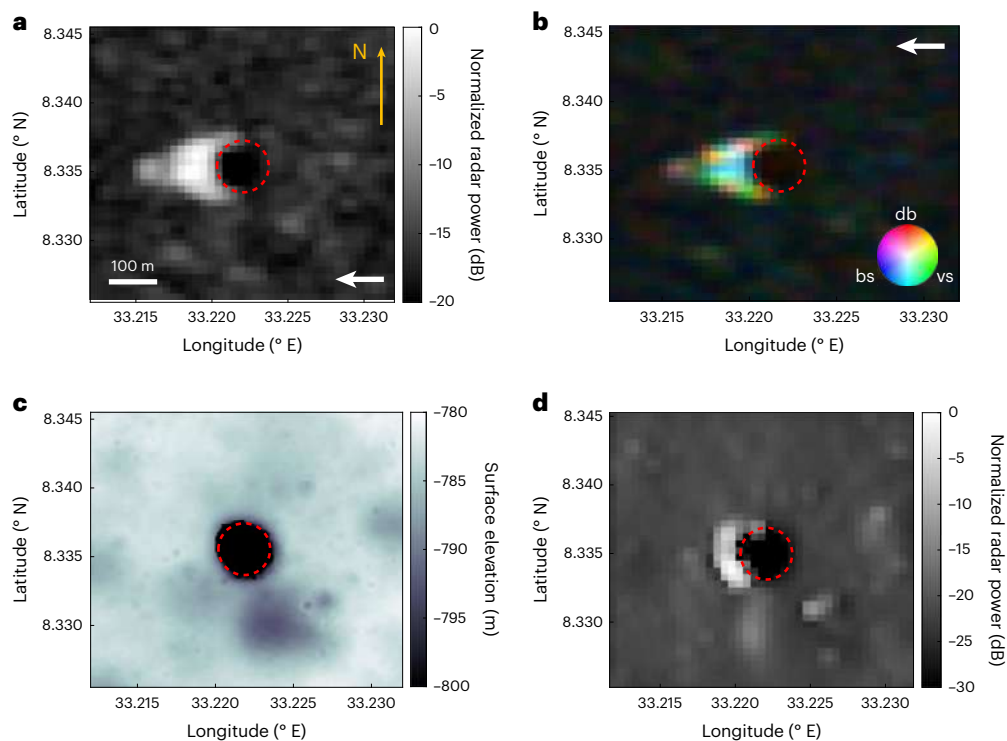 a
8.345
8.340
8.335
8.330
Latitude (° N)
N
100 m
33.215 33.220 33.225 33.230
Longitude (° E)
0
−5
−10
−15
−20
Normalized radar power (dB)
b
8.345
8.340
8.335
8.330
Latitude (° N)
db
bs vs
33.215 33.220 33.225 33.230
Longitude (° E)
c
8.345
8.340
8.335
8.330
Latitude (° N)
33.215 33.220 33.225 33.230
Longitude (° E)
−780
−785
−790
−795
−800
Surface elevation (m)
d
8.345
8.340
8.335
8.330
Latitude (° N)
33.215 33.220 33.225 33.230
Longitude (° E)
0
−5
−10
−15
−20
−25
−30
Normalized radar power (dB)